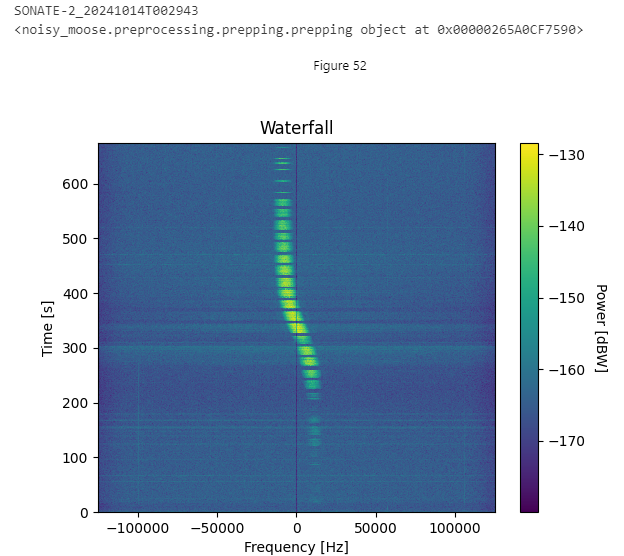 SONATE-2_20241014T002943
<noisy_moose.preprocessing.prepping.prepping object at 0x00000265A0CF7590>
Figure 52
Waterfall
600
500
400
300
200
100
0
Time [s]
−100000
−50000
0
50000
100000
Frequency [Hz]
−130
−140
−150
−160
−170
Power [dBW]